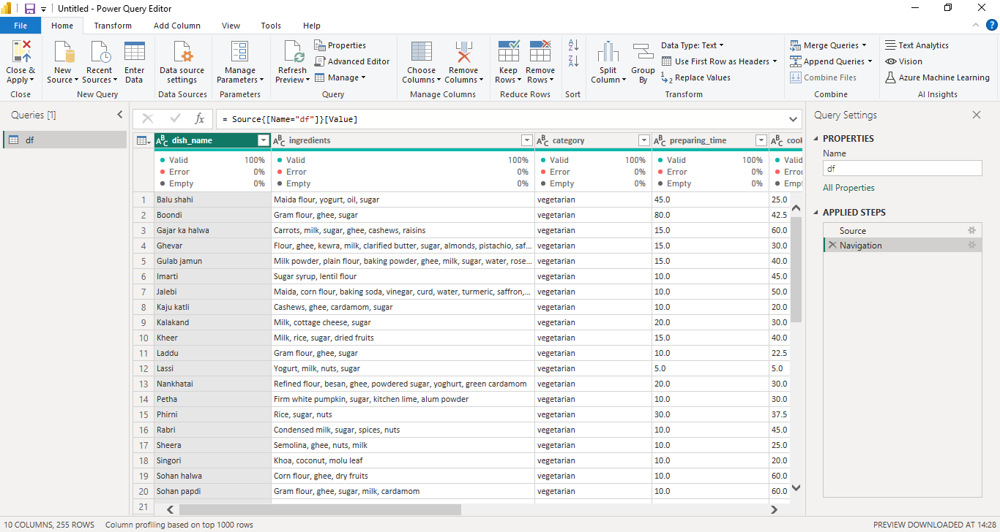 Untitled - Power Query Editor
File Home Transform Add Column View Tools Help
Close & Apply
New Source
Recent Sources
Enter Data
Data source settings
Manage Parameters
Refresh Preview
Properties
Advanced Editor
Manage
Choose Columns
Remove Columns
Keep Rows
Remove Rows
Split Column
Group By
Data Type: Text
Use First Row as Headers
Replace Values
Merge Queries
Append Queries
Combine Files
Text Analytics
Vision
Azure Machine Learning
Close New Query Data Sources Parameters Query Manage Columns Reduce Rows Sort Transform Combine AI Insights
Queries [1]
df
= Source{[Name="df"]}[Value]
dish_name ingredients category preparing_time cook
Valid 100% Valid 100% Valid 100% Valid 100% Valid
Error 0% Error 0% Error 0% Error 0% Error
Empty 0% Empty 0% Empty 0% Empty 0% Empt
1 Balu shahi Maida flour, yogurt, oil, sugar vegetarian 45.0 25.0
2 Boondi Gram flour, ghee, sugar vegetarian 80.0 42.5
3 Gajar ka halwa Carrots, milk, sugar, ghee, cashews, raisins vegetarian 15.0 60.0
4 Ghevar Flour, ghee, kewra, milk, clarified butter, sugar, almonds, pistachio, saf... vegetarian 15.0 30.0
5 Gulab jamun Milk powder, plain flour, baking powder, ghee, milk, sugar, water, rose... vegetarian 15.0 40.0
6 Imarti Sugar syrup, lentil flour vegetarian 10.0 45.0
7 Jalebi Maida, corn flour, baking soda, vinegar, curd, water, turmeric, saffron,... vegetarian 10.0 50.0
8 Kaju katli Cashews, ghee, cardamom, sugar vegetarian 10.0 20.0
9 Kalakand Milk, cottage cheese, sugar vegetarian 20.0 30.0
10 Kheer Milk, rice, sugar, dried fruits vegetarian 15.0 40.0
11 Laddu Gram flour, ghee, sugar vegetarian 10.0 22.5
12 Lassi Yogurt, milk, nuts, sugar vegetarian 5.0 5.0
13 Nankhatai Refined flour, besan, ghee, powdered sugar, yoghurt, green cardamom vegetarian 20.0 30.0
14 Petha Firm white pumpkin, sugar, kitchen lime, alum powder vegetarian 10.0 30.0
15 Phirni Rice, sugar, nuts vegetarian 30.0 37.5
16 Rabri Condensed milk, sugar, spices, nuts vegetarian 10.0 45.0
17 Sheera Semolina, ghee, nuts, milk vegetarian 10.0 25.0
18 Singori Khoa, coconut, molu leaf vegetarian 10.0 20.0
19 Sohan halwa Corn flour, ghee, dry fruits vegetarian 10.0 60.0
20 Sohan papdi Gram flour, ghee, sugar, milk, cardamom vegetarian 10.0 60.0
21
Query Settings
PROPERTIES
Name
df
All Properties
APPLIED STEPS
Source
Navigation
10 COLUMNS, 255 ROWS Column profiling based on top 1000 rows PREVIEW DOWNLOADED AT 14:28